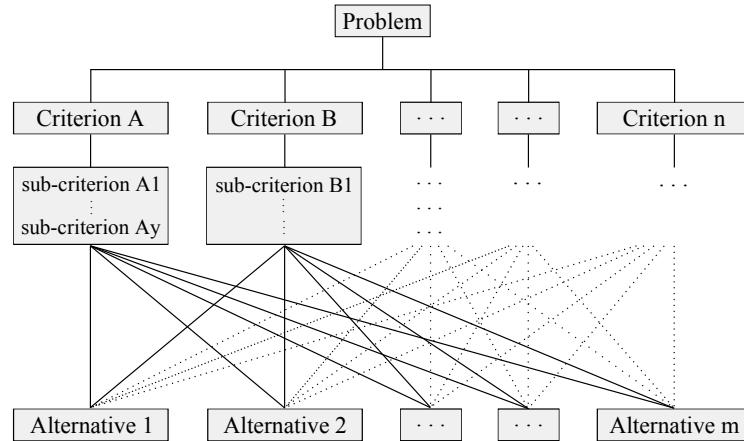 Problem
Criterion A
Criterion B
. . .
. . .
Criterion n
sub-criterion A1
sub-criterion Ay
sub-criterion B1
. . .
. . .
. . .
. . .
. . .
Alternative 1
Alternative 2
. . .
. . .
Alternative m